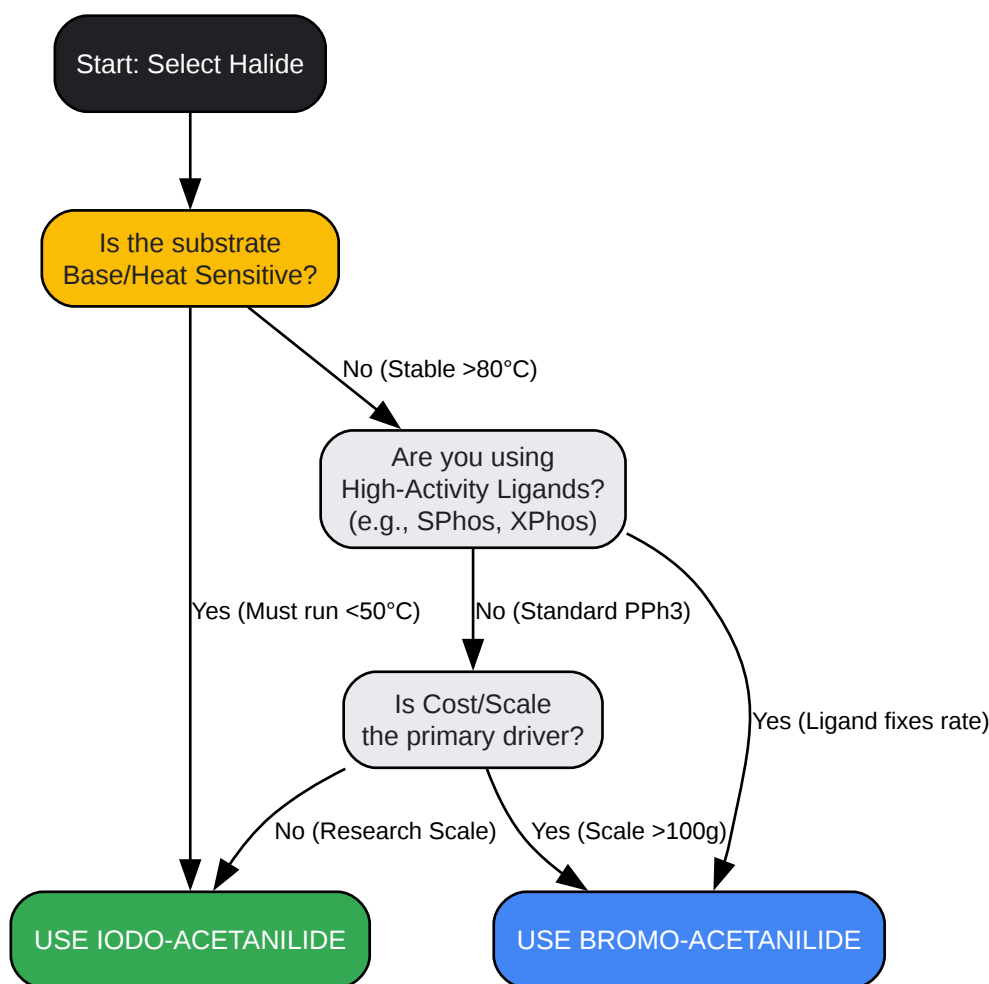 Start: Select Halide
Is the substrate
Base/Heat Sensitive?
No (Stable >80°C)
Are you using
High-Activity Ligands?
(e.g., SPhos, XPhos)
Yes (Must run <50°C)
No (Standard PPh3)
Is Cost/Scale
the primary driver?
Yes (Ligand fixes rate)
No (Research Scale)
Yes (Scale >100g)
USE IODO-ACETANILIDE
USE BROMO-ACETANILIDE